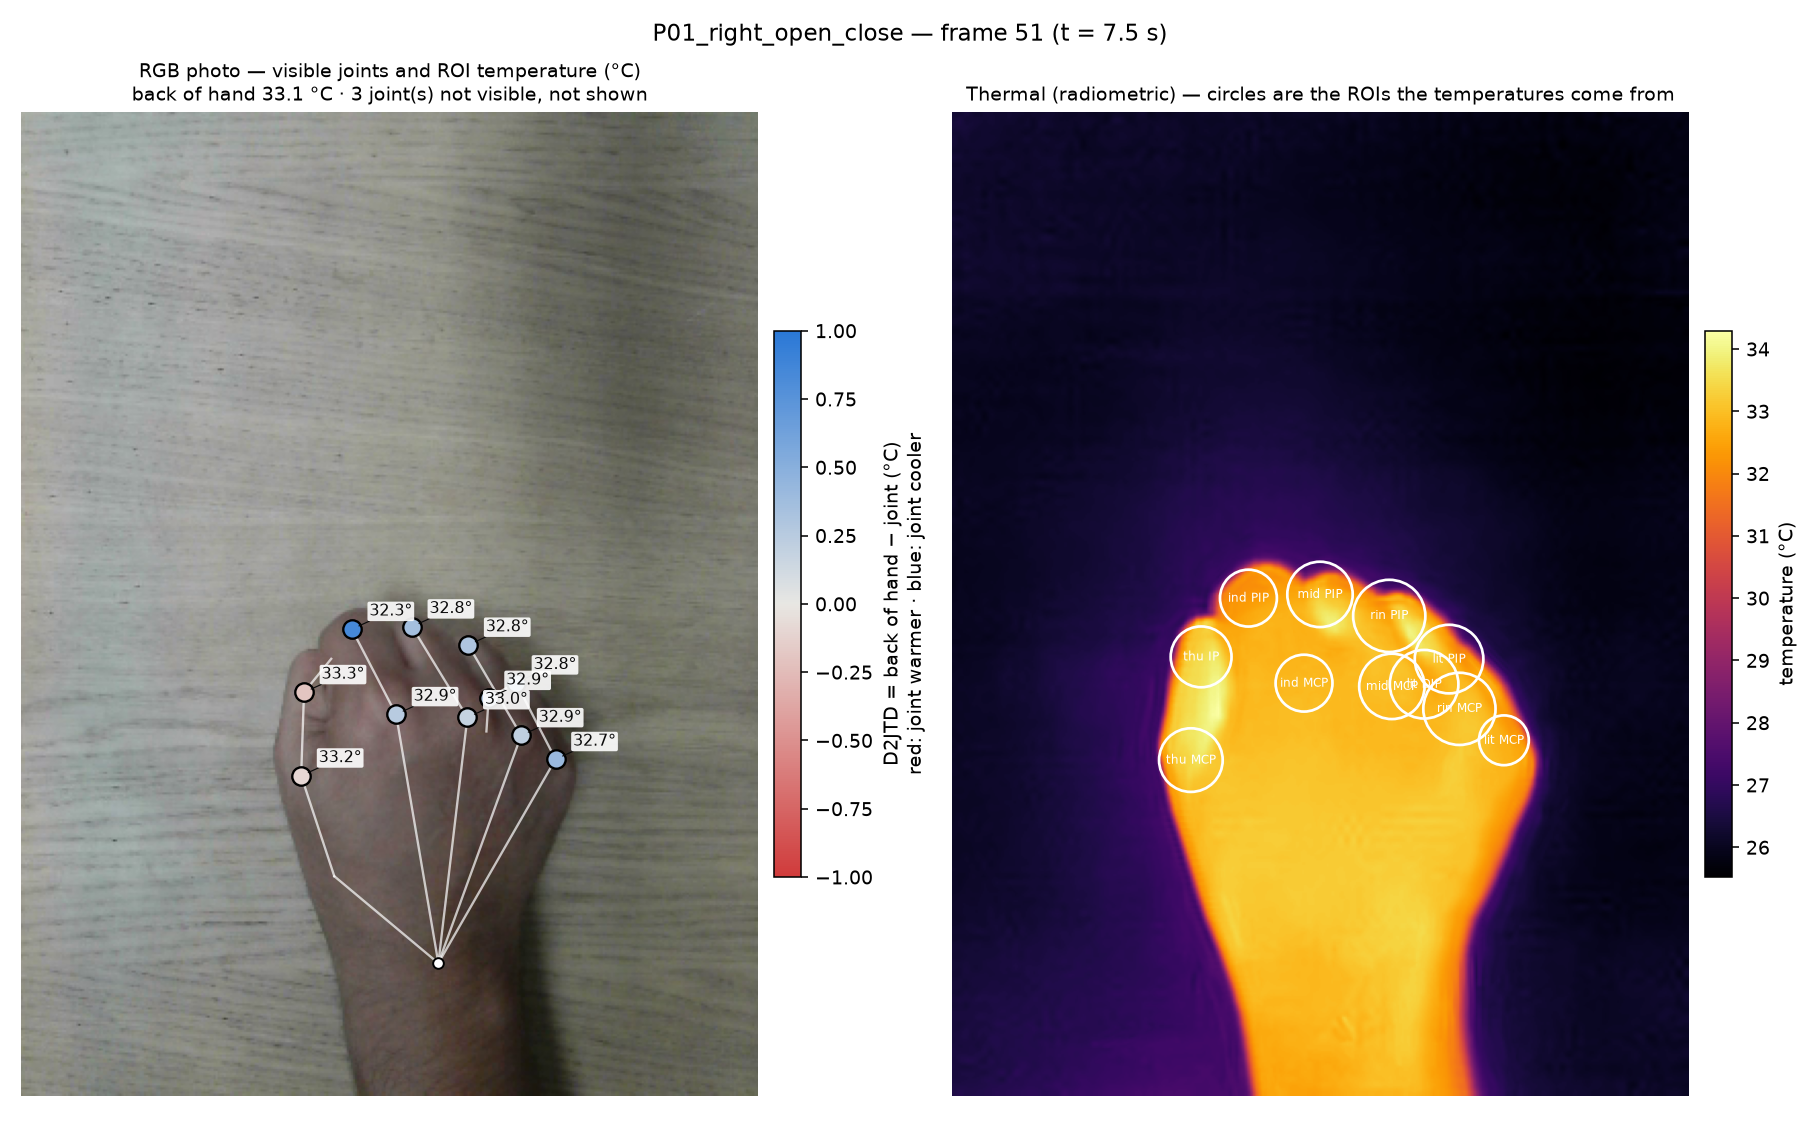 P01_right_open_close — frame 51 (t = 7.5 s)
RGB photo — visible joints and ROI temperature (°C)
back of hand 33.1 °C · 3 joint(s) not visible, not shown
32.3°
32.8°
32.8°
32.8°
33.3°
32.9°
32.9°
33.0°
32.9°
32.7°
33.2°
1.00
0.75
0.50
0.25
0.00
−0.25
−0.50
−0.75
−1.00
D2JTD = back of hand − joint (°C)
red: joint warmer · blue: joint cooler
Thermal (radiometric) — circles are the ROIs the temperatures come from
ind PIP
mid PIP
rin PIP
thu IP
lit PIP
ind MCP
mid MCP
DIP
rin MCP
lit MCP
thu MCP
34
33
32
31
30
29
28
27
26
temperature (°C)